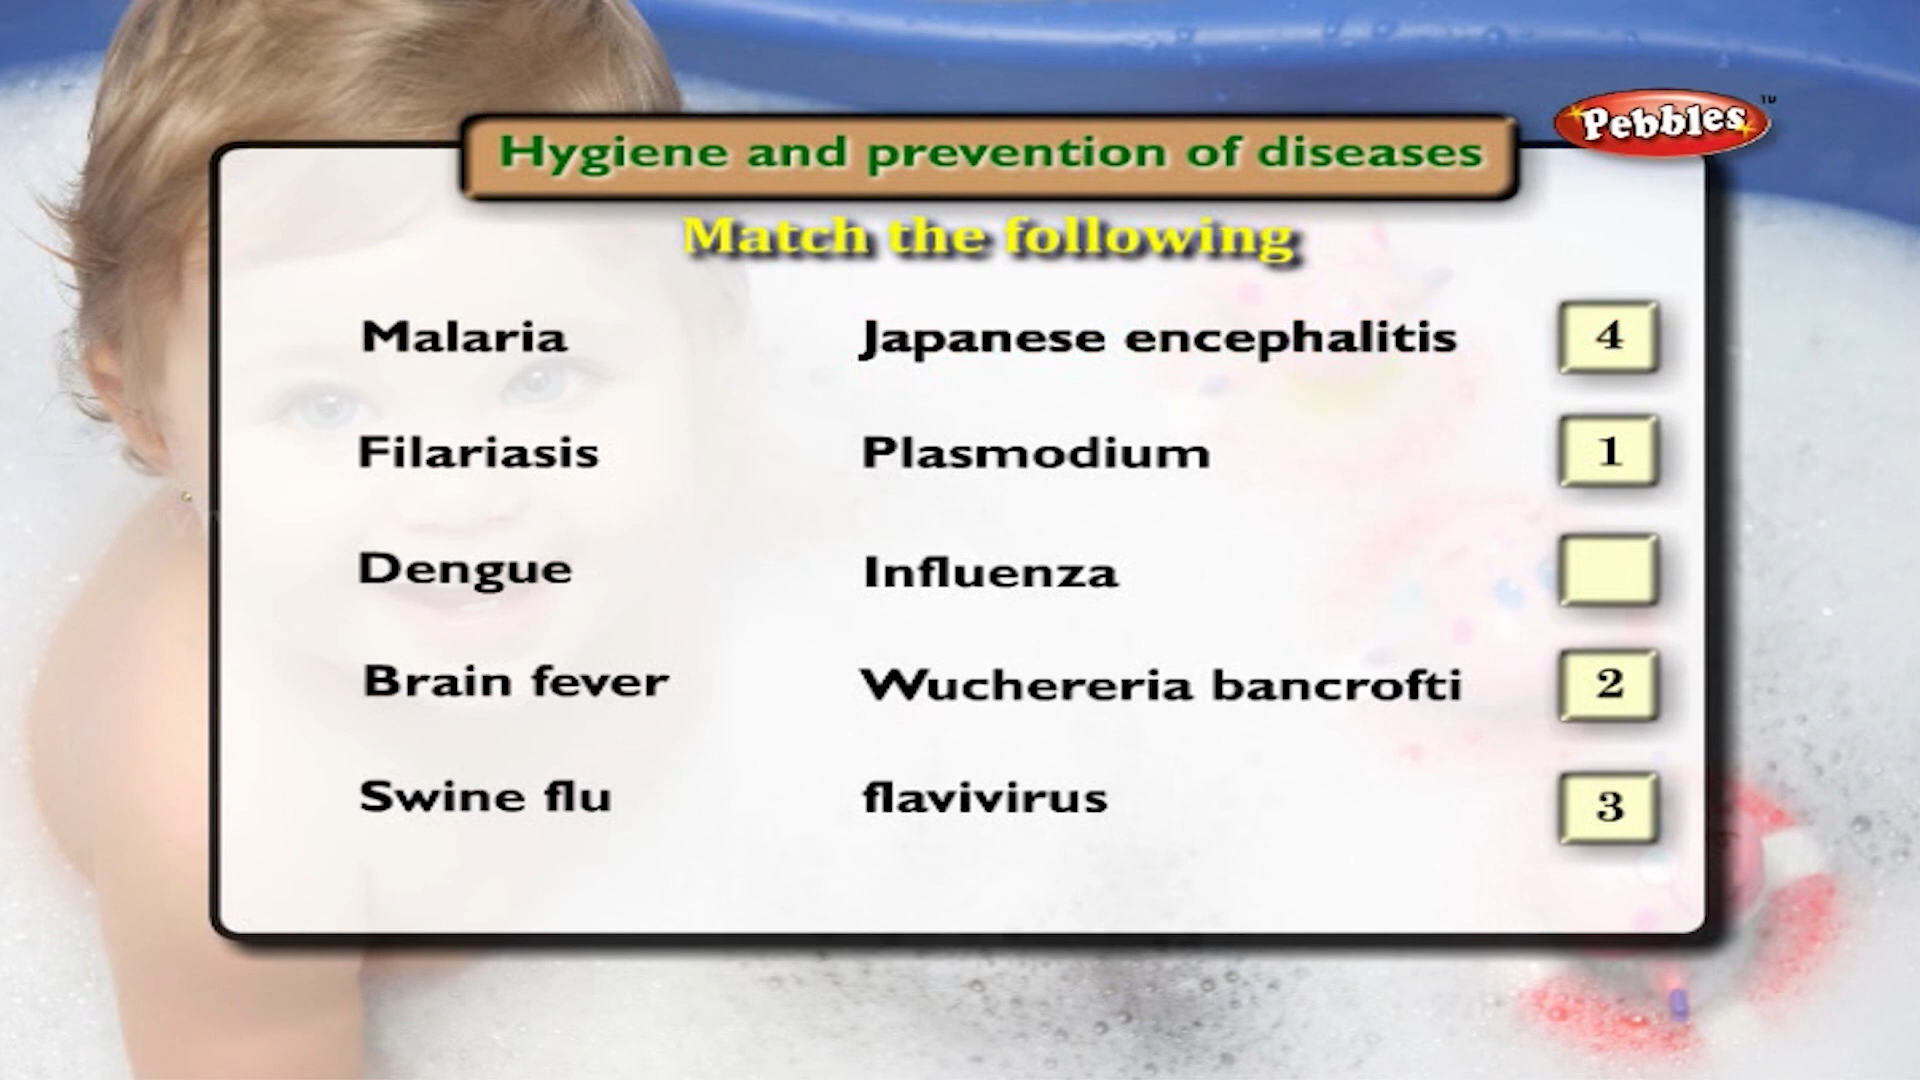 Pebbles TM
Hygiene and prevention of diseases
Match the following
Malaria Japanese encephalitis 4
Filariasis Plasmodium 1
Dengue Influenza
Brain fever Wuchereria bancrofti 2
Swine flu flavivirus 3